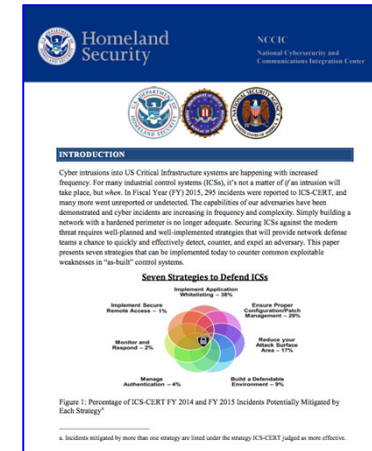 Homeland
Security
NCCIC
National Cybersecurity and
Communications Integration Center
INTRODUCTION
Cyber intrusions into US Critical Infrastructure systems are happening with increased
frequency. For many industrial control systems (ICSs), it's not a matter of if an intrusion will
take place, but when. In Fiscal Year (FY) 2015, 295 incidents were reported to ICS-CERT, and
many more went unreported or undetected. The capabilities of our adversaries have been
demonstrated and cyber incidents are increasing in frequency and complexity. Simply building a
network with a hardened perimeter is no longer adequate. Securing ICSs against the modern
threat requires well-planned and well-implemented strategies that will provide network defense
teams a chance to quickly and effectively detect, counter, and expel an adversary. This paper
presents seven strategies that can be implemented today to counter common exploitable
weaknesses in "as-built" control systems.
Seven Strategies to Defend ICSs
Implement Application
Whitelisting – 38%
Implement Secure
Remote Access – 1%
Ensure Proper
Configuration/Patch
Management – 29%
Monitor and
Respond – 2%
Reduce your
Attack Surface
Area – 17%
Manage
Authentication – 4%
Build a Defendable
Environment – 9%
Figure 1: Percentage of ICS-CERT FY 2014 and FY 2015 Incidents Potentially Mitigated by
Each Strategy a
a. Incidents mitigated by more than one strategy are listed under the strategy ICS-CERT judged as more effective.